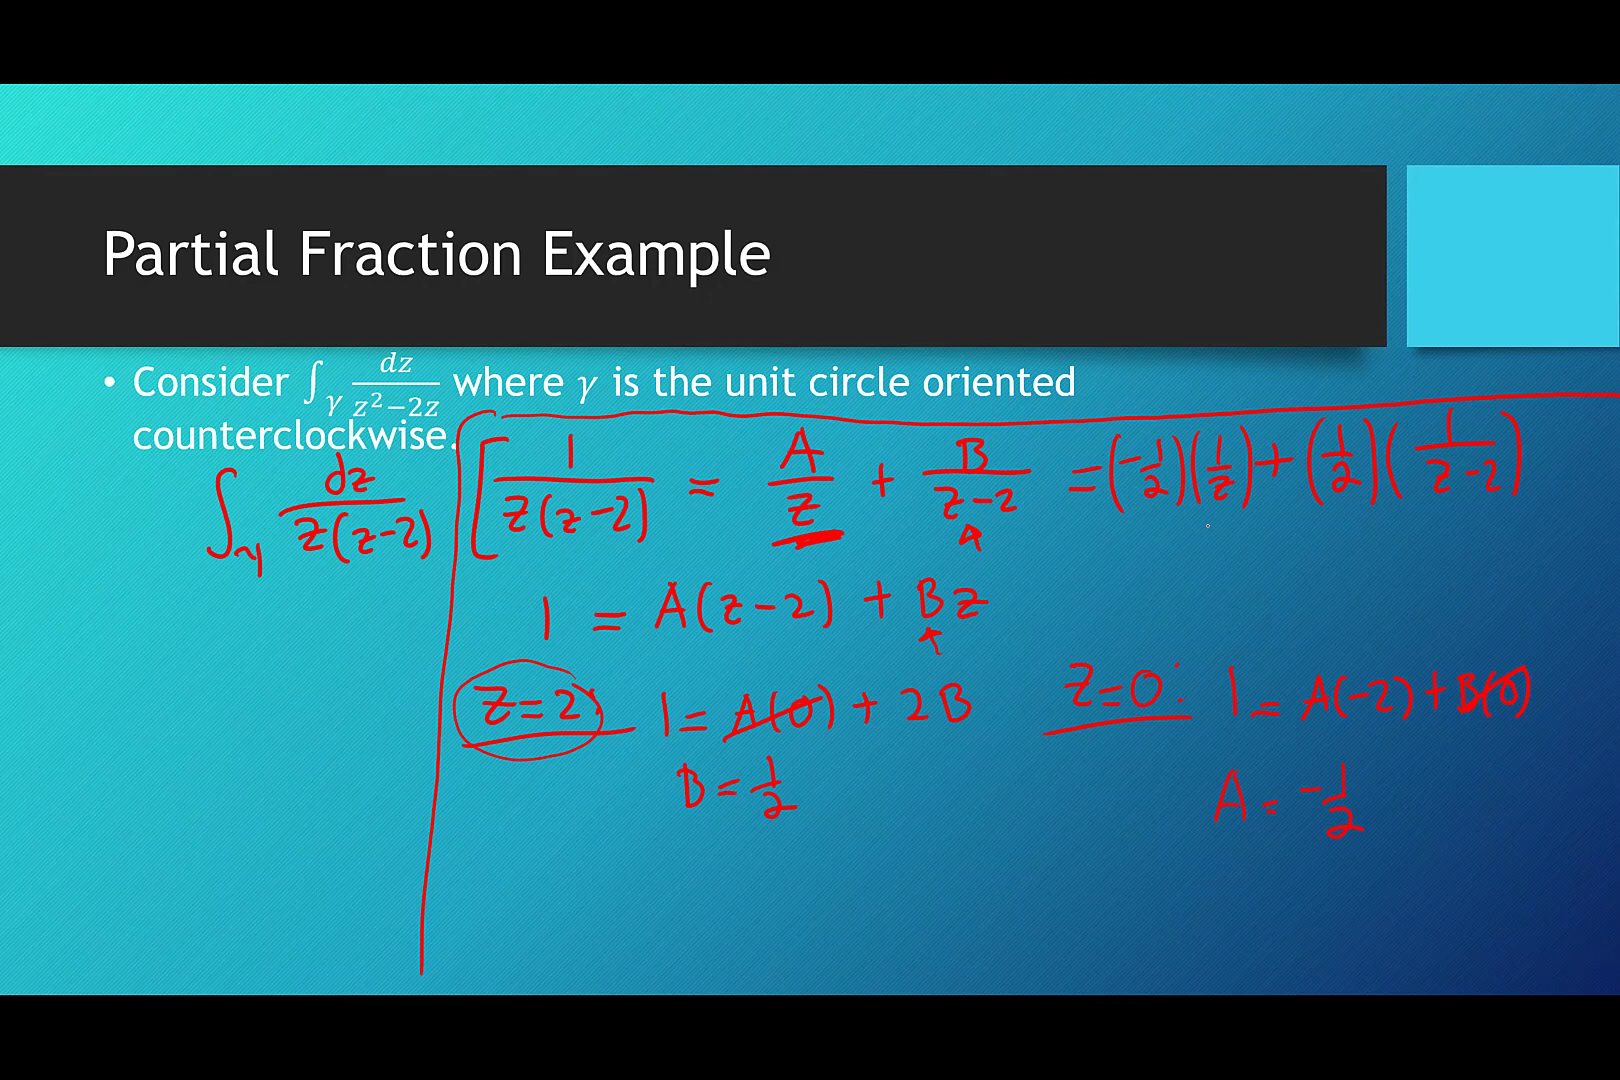 Partial Fraction Example
• Consider ∫_γ dz/(z²−2z) where γ is the unit circle oriented
counterclockwise.
∫_γ dz/(z(z-2))
[1/(z(z-2)) = A/z + B/(z-2) = (-1/2)(1/z) + (1/2)(1/(z-2))
1 = A(z-2) + Bz
z=2: 1 = A(0) + 2B
B = 1/2
z=0: 1 = A(-2) + B(0)
A = -1/2